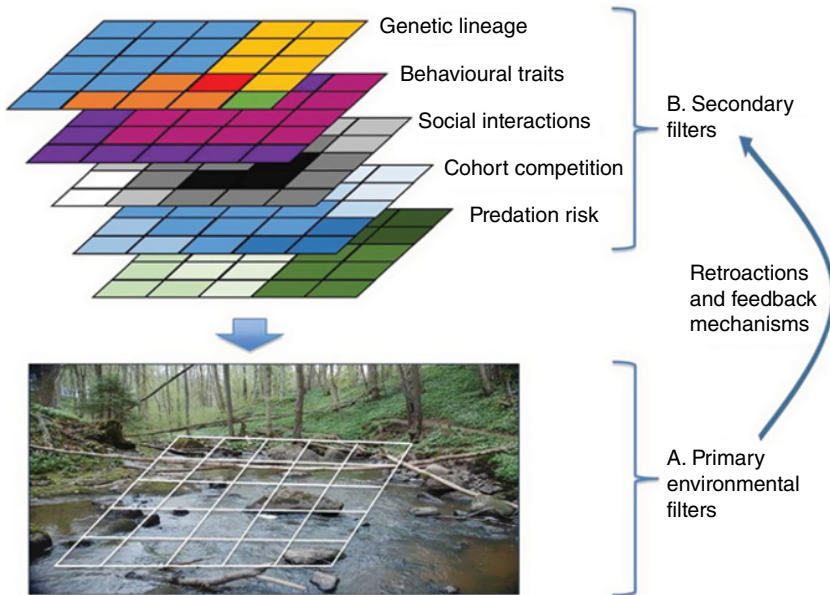 Genetic lineage
Behavioural traits
Social interactions
Cohort competition
Predation risk
B. Secondary
filters
Retroactions
and feedback
mechanisms
A. Primary
environmental
filters